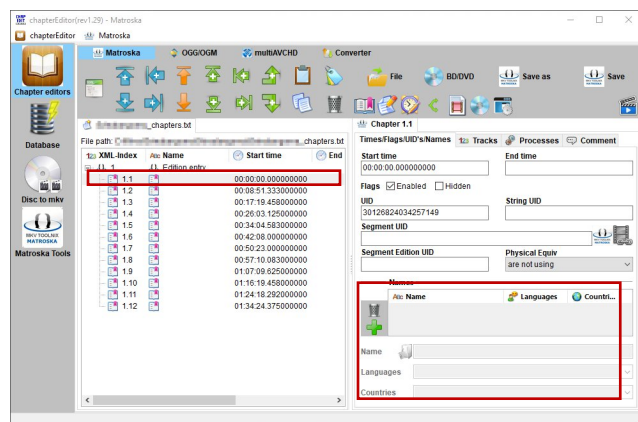 chapterEditor(rev1.29) - Matroska
chapterEditor Matroska
Chapter editors
Database
Disc to mkv
MKV TOOLNIX
MATROSKA
Matroska Tools
Matroska OGG/OGM multiAVCHD Converter
File BD/DVD Save as Save
_chapters.txt
File path: _chapters.txt
123 XML-Index Abc Name Start time End
1 Edition entry
1.1 00:00:00.000000000
1.2 00:08:51.333000000
1.3 00:17:19.458000000
1.4 00:26:03.125000000
1.5 00:34:04.583000000
1.6 00:42:08.000000000
1.7 00:50:23.000000000
1.8 00:57:10.083000000
1.9 01:07:09.625000000
1.10 01:16:19.458000000
1.11 01:24:18.292000000
1.12 01:34:24.375000000
Chapter 1.1
Times/Flags/UID's/Names 123 Tracks Processes Comment
Start time End time
00:00:00.000000000
Flags Enabled Hidden
UID String UID
30126824034257149
Segment UID
Segment Edition UID Physical Equiv
are not using
Names
Abc Name Languages Countri...
Name
Languages
Countries